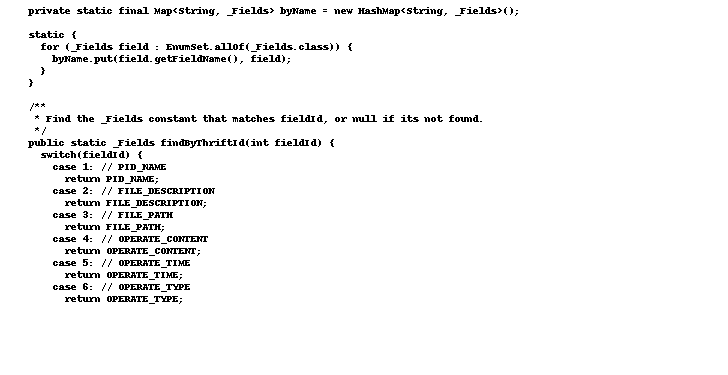 private static final Map<String, _Fields> byName = new HashMap<String, _Fields>();

static {
  for (_Fields field : EnumSet.allOf(_Fields.class)) {
    byName.put(field.getFieldName(), field);
  }
}

/**
 * Find the _Fields constant that matches fieldId, or null if its not found.
 */
public static _Fields findByThriftId(int fieldId) {
  switch(fieldId) {
    case 1: // PID_NAME
      return PID_NAME;
    case 2: // FILE_DESCRIPTION
      return FILE_DESCRIPTION;
    case 3: // FILE_PATH
      return FILE_PATH;
    case 4: // OPERATE_CONTENT
      return OPERATE_CONTENT;
    case 5: // OPERATE_TIME
      return OPERATE_TIME;
    case 6: // OPERATE_TYPE
      return OPERATE_TYPE;